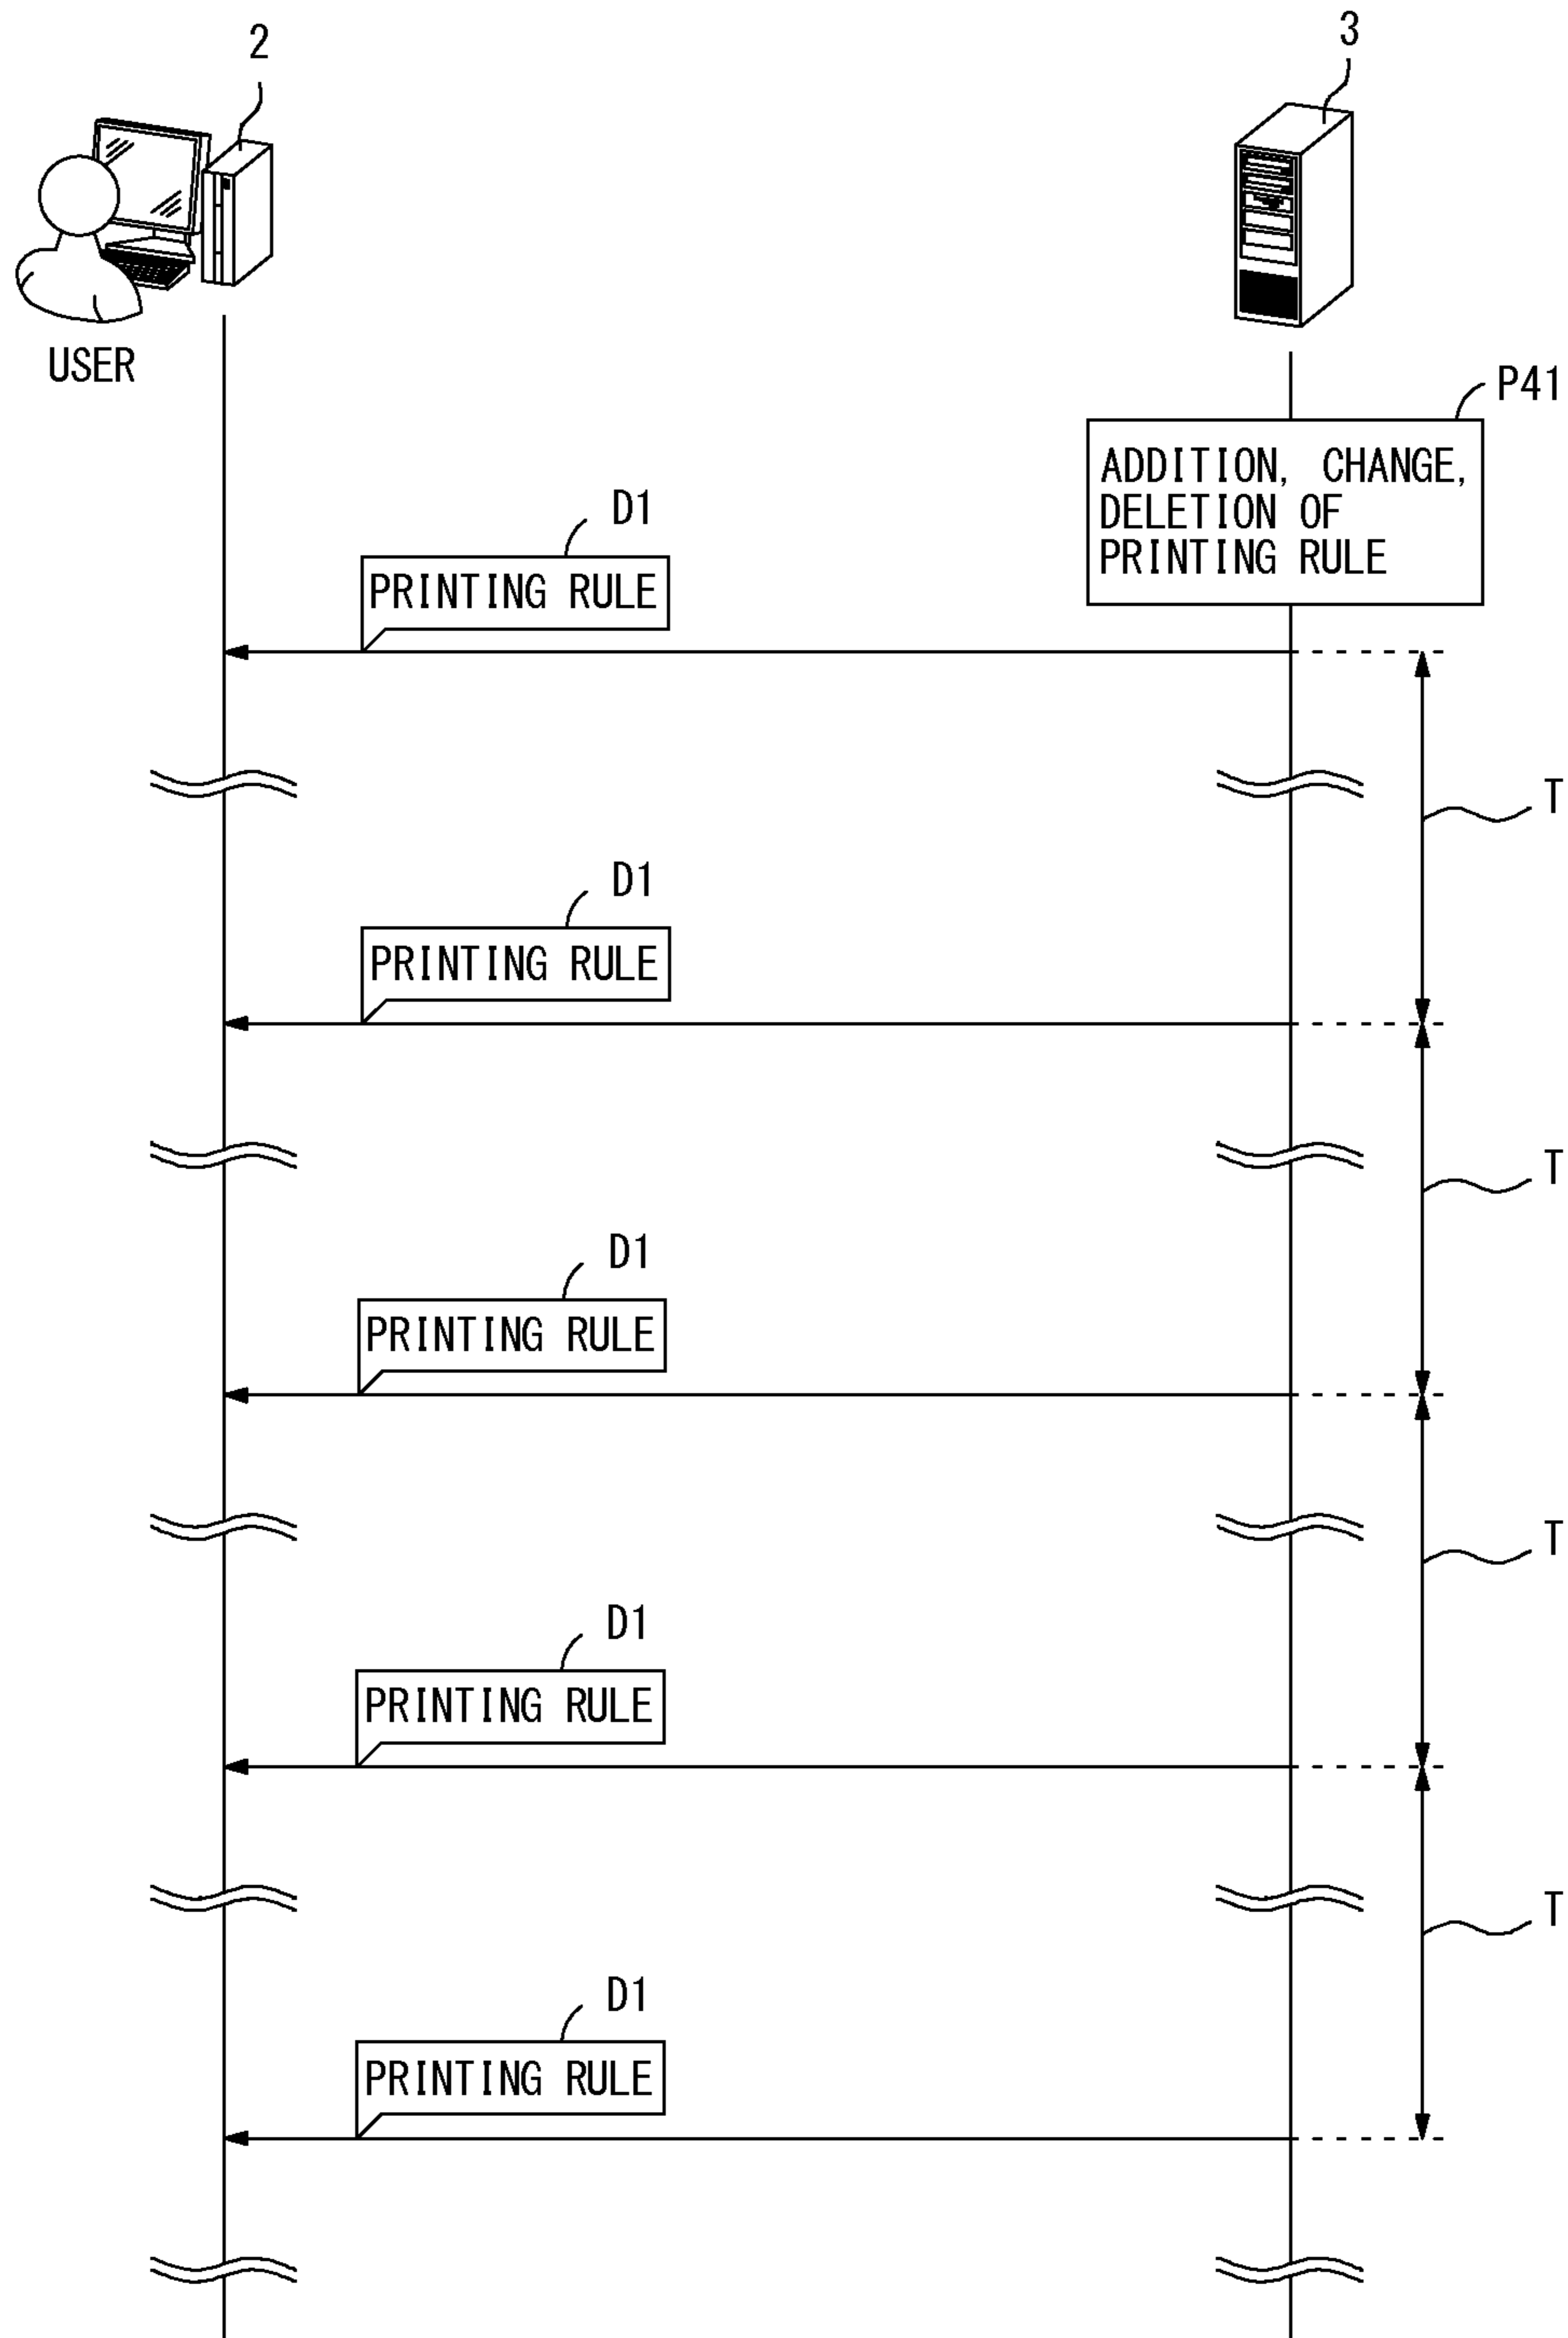 2
3
USER
P41
ADDITION, CHANGE,
DELETION OF
PRINTING RULE
D1
PRINTING RULE
T
D1
PRINTING RULE
T
D1
PRINTING RULE
T
D1
PRINTING RULE
T
D1
PRINTING RULE